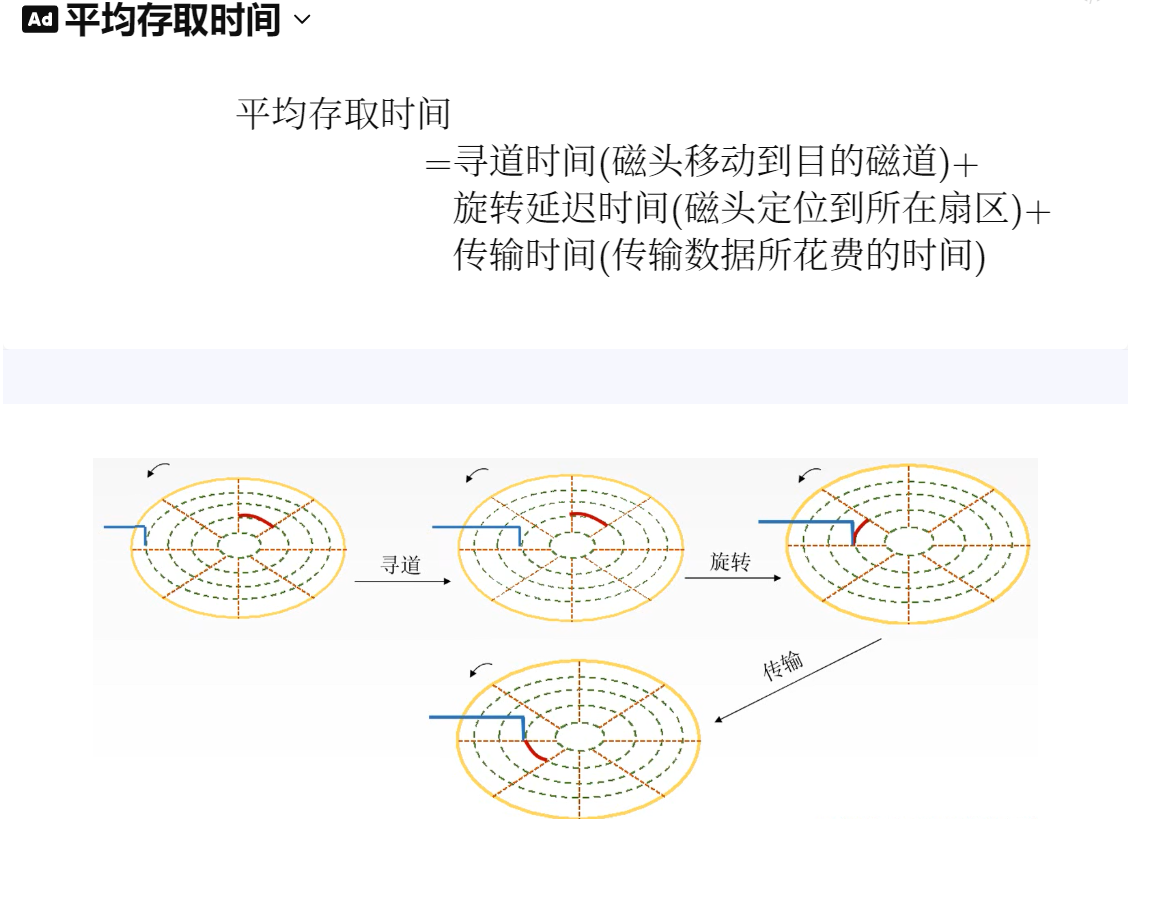 Ad 平均存取时间
平均存取时间
=寻道时间(磁头移动到目的磁道)+
旋转延迟时间(磁头定位到所在扇区)+
传输时间(传输数据所花费的时间)
寻道
旋转
传输